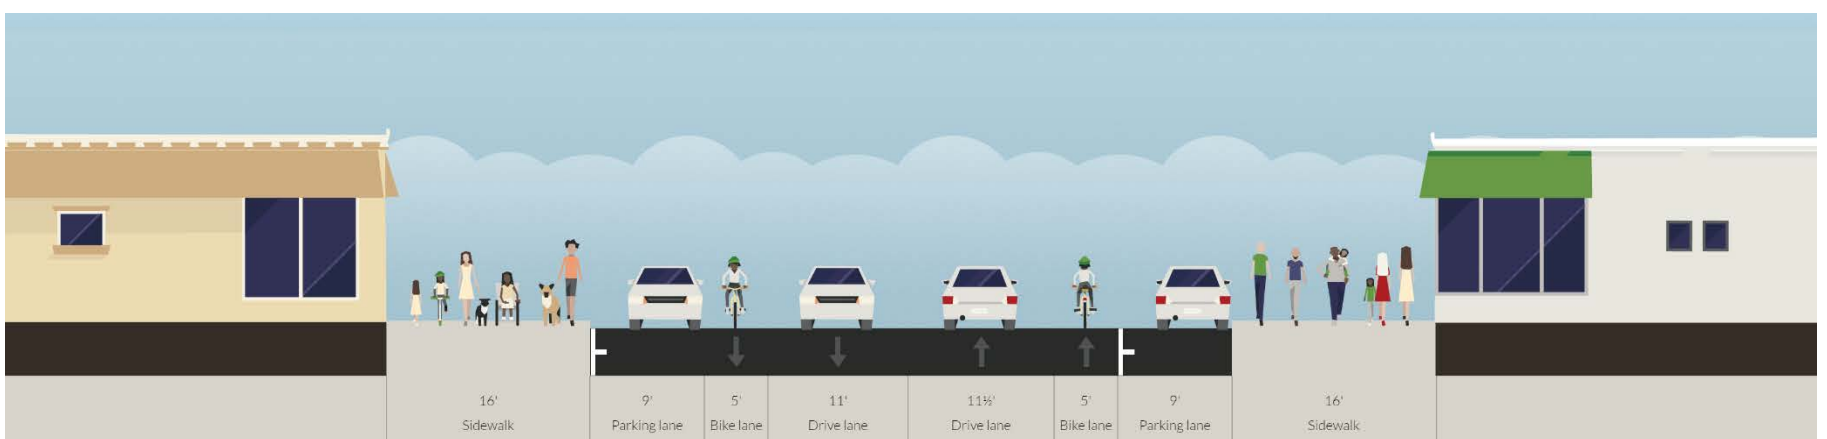 16' 9' 5' 11' 11½' 5' 9' 16'
Sidewalk Parking lane Bike lane Drive lane Drive lane Bike lane Parking lane Sidewalk